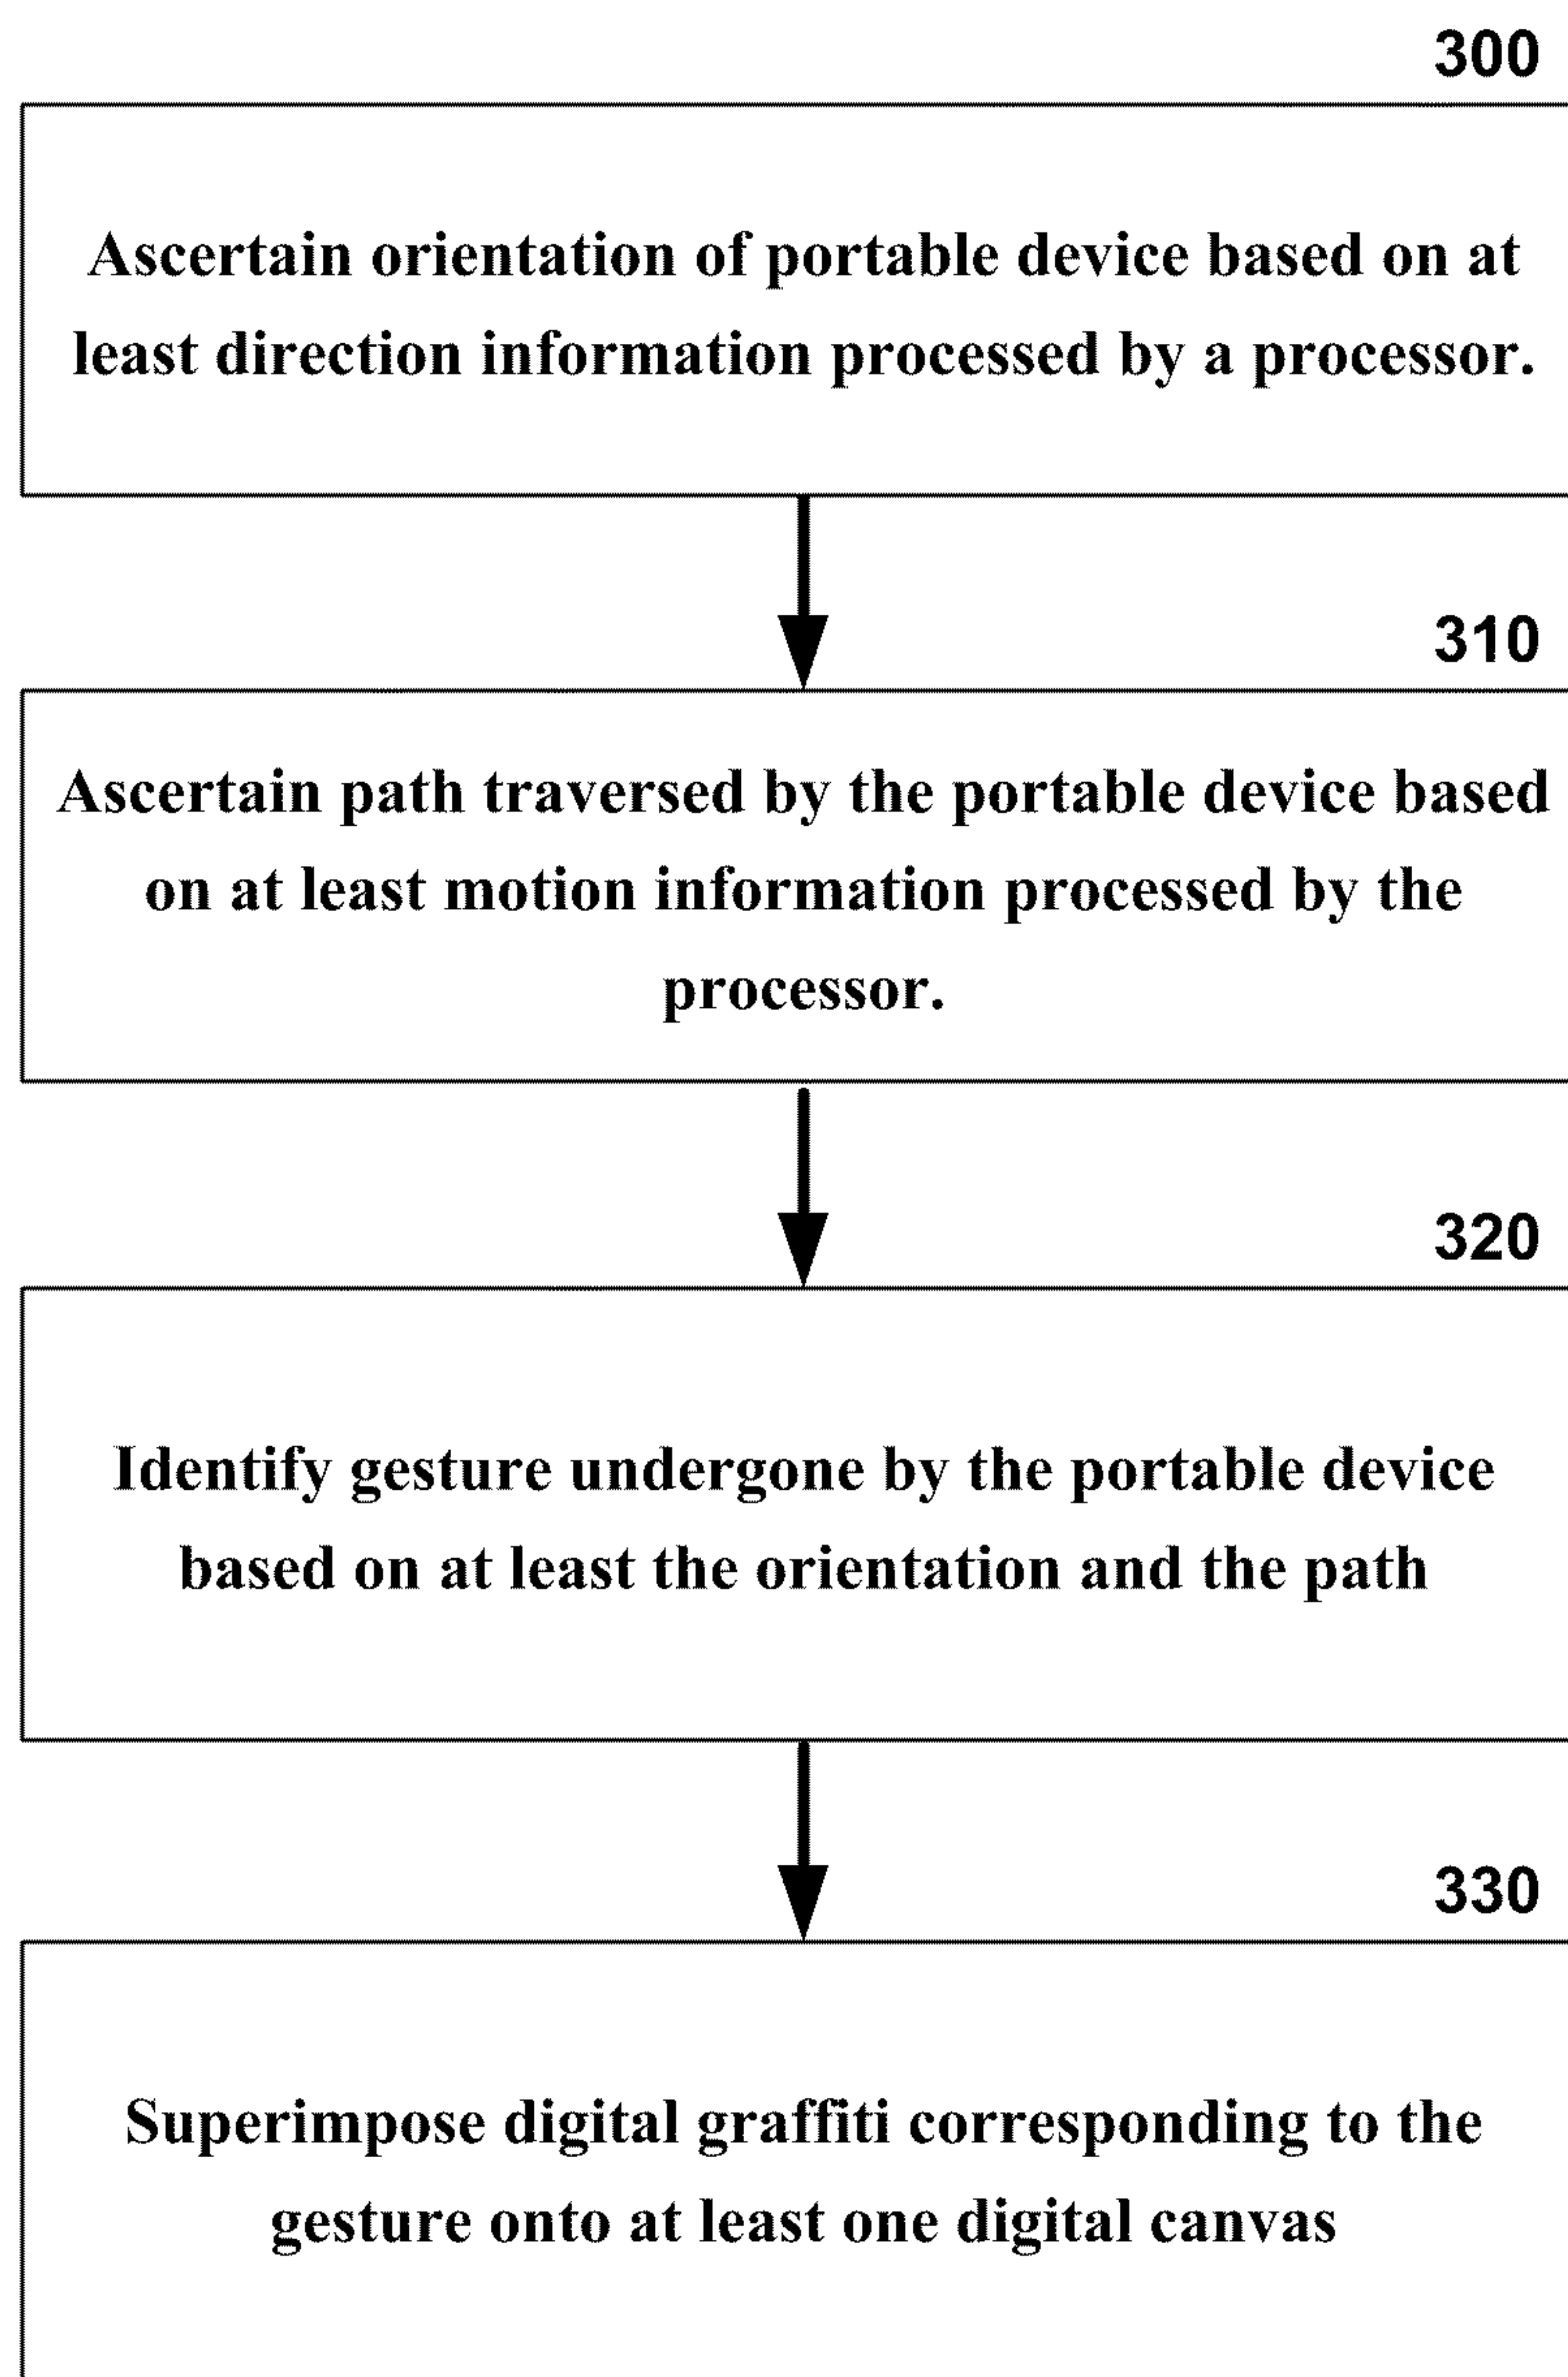 300
Ascertain orientation of portable device based on at
least direction information processed by a processor.
310
Ascertain path traversed by the portable device based
on at least motion information processed by the
processor.
320
Identify gesture undergone by the portable device
based on at least the orientation and the path
330
Superimpose digital graffiti corresponding to the
gesture onto at least one digital canvas